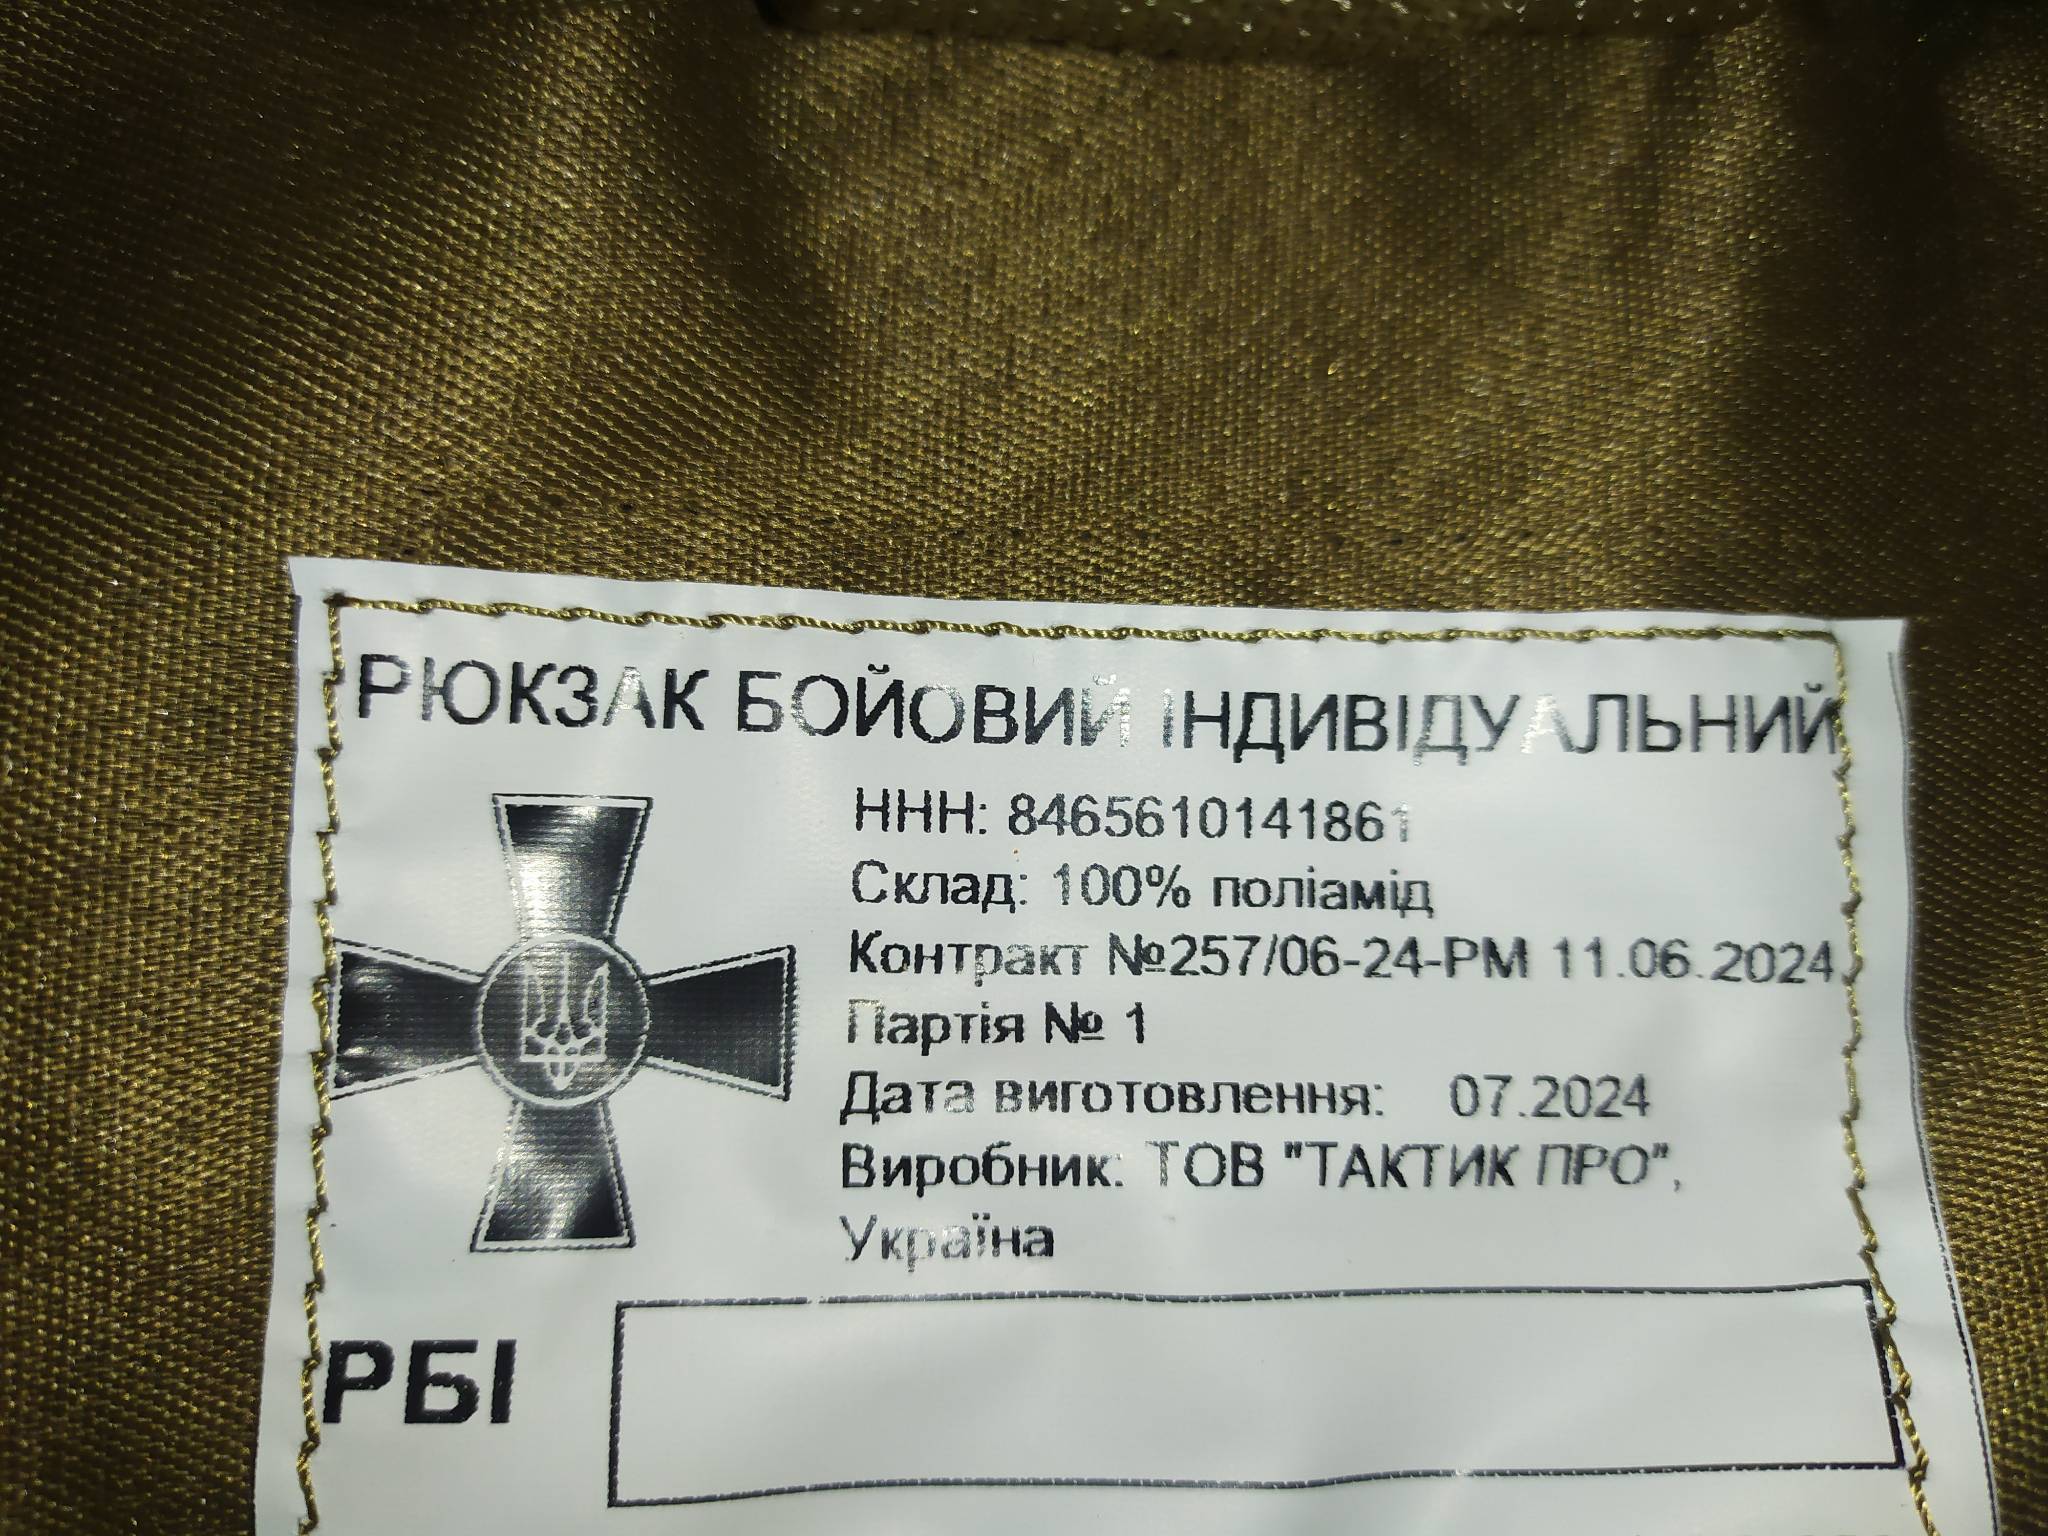 РЮКЗАК БОЙОВИЙ ІНДИВІДУАЛЬНИЙ
ННН: 8465610141861
Склад: 100% поліамід
Контракт №257/06-24-РМ 11.06.2024
Партія № 1
Дата виготовлення: 07.2024
Виробник: ТОВ "ТАКТИК ПРО",
Україна
РБІ